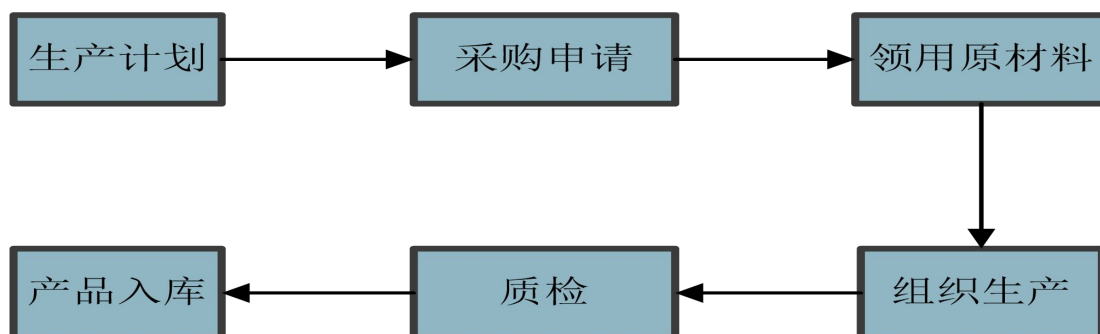 生产计划
采购申请
领用原材料
组织生产
质检
产品入库